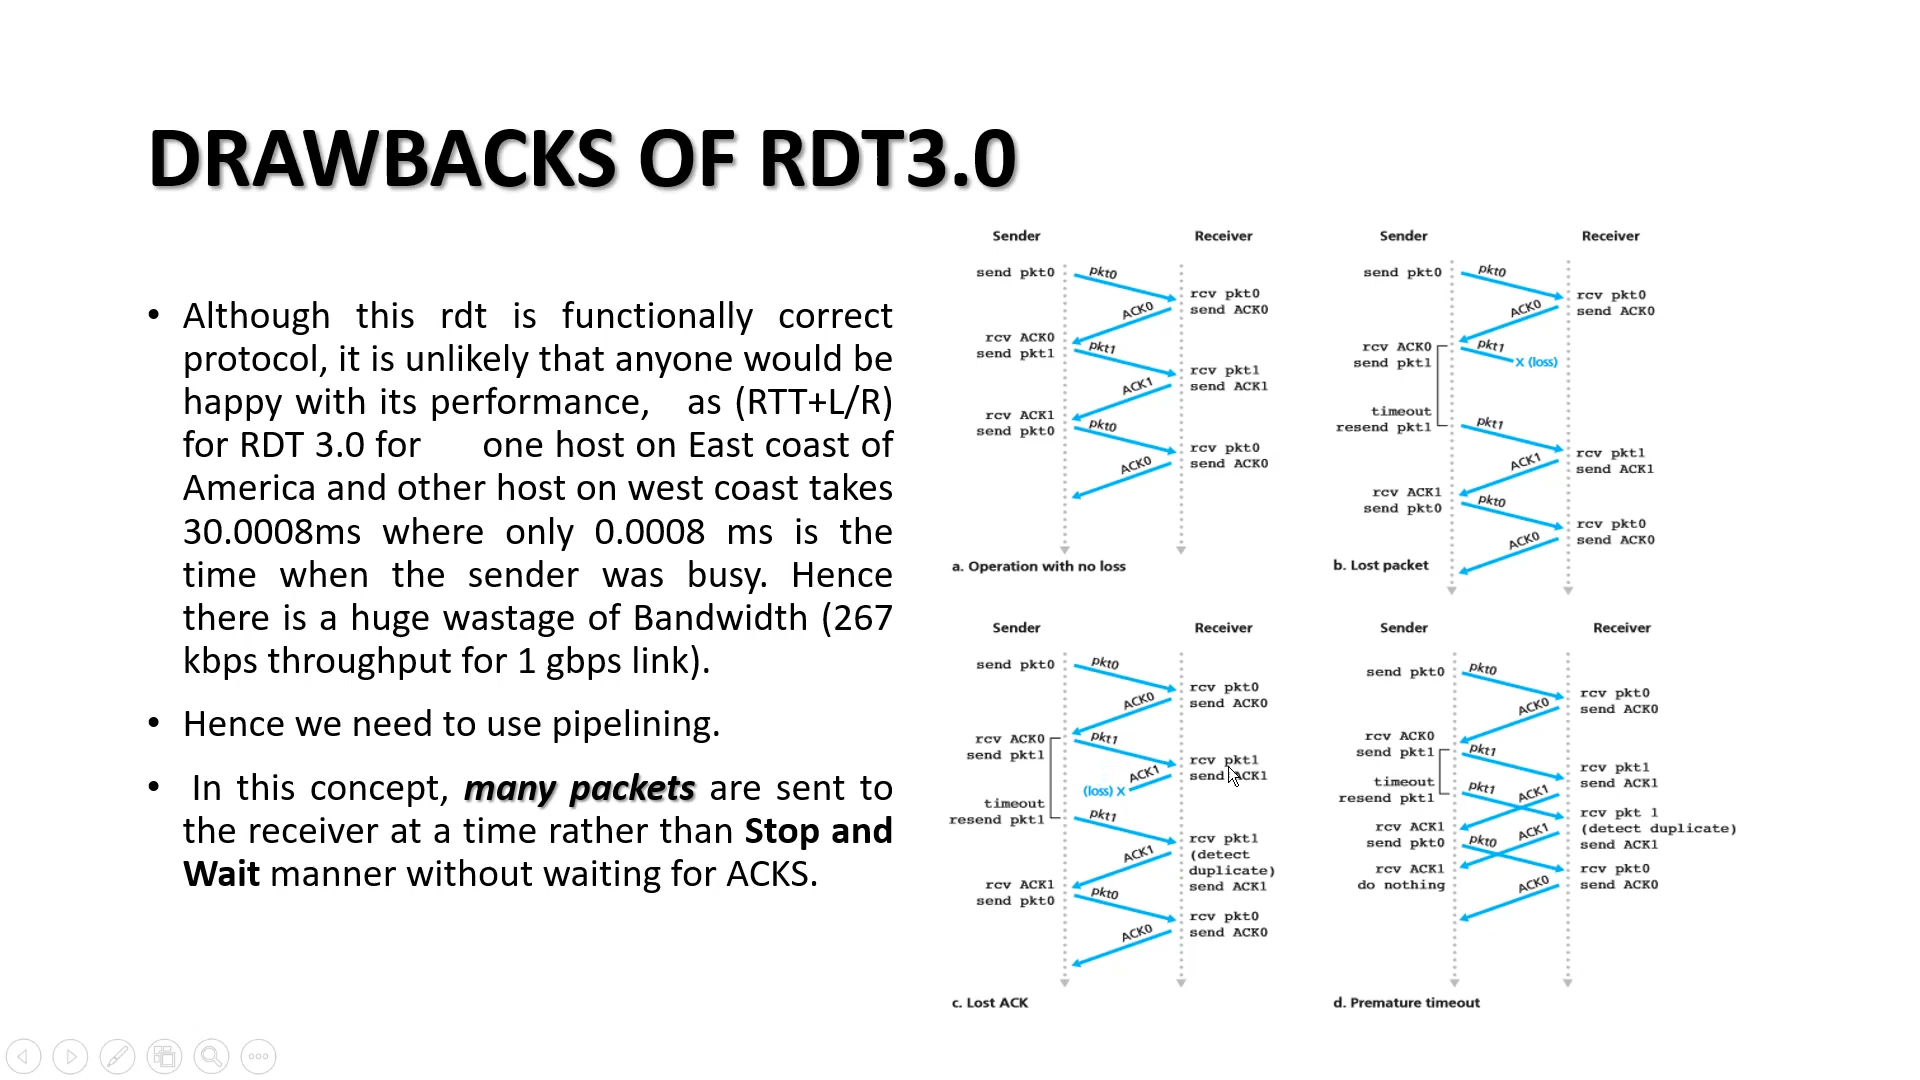 DRAWBACKS OF RDT3.0
• Although this rdt is functionally correct
protocol, it is unlikely that anyone would be
happy with its performance, as (RTT+L/R)
for RDT 3.0 for one host on East coast of
America and other host on west coast takes
30.0008ms where only 0.0008 ms is the
time when the sender was busy. Hence
there is a huge wastage of Bandwidth (267
kbps throughput for 1 gbps link).
• Hence we need to use pipelining.
• In this concept, many packets are sent to
the receiver at a time rather than Stop and
Wait manner without waiting for ACKS.
Sender Receiver
send pkt0 pkt0
rcv pkt0
send ACK0
ACK0
rcv ACK0
send pkt1
pkt1
rcv pkt1
send ACK1
ACK1
rcv ACK1
send pkt0
pkt0
rcv pkt0
send ACK0
ACK0
a. Operation with no loss
Sender Receiver
send pkt0 pkt0
rcv pkt0
send ACK0
ACK0
rcv ACK0
send pkt1
pkt1
X (loss)
timeout
resend pkt1
pkt1
rcv pkt1
send ACK1
ACK1
rcv ACK1
send pkt0
pkt0
rcv pkt0
send ACK0
ACK0
b. Lost packet
Sender Receiver
send pkt0 pkt0
rcv pkt0
send ACK0
ACK0
rcv ACK0
send pkt1
pkt1
rcv pkt1
send ACK1
ACK1
(loss) X
timeout
resend pkt1
pkt1
rcv pkt1
(detect
duplicate)
send ACK1
ACK1
rcv ACK1
send pkt0
pkt0
rcv pkt0
send ACK0
ACK0
c. Lost ACK
Sender Receiver
send pkt0 pkt0
rcv pkt0
send ACK0
ACK0
rcv ACK0
send pkt1
pkt1
rcv pkt1
send ACK1
timeout
resend pkt1
pkt1
ACK1
rcv pkt 1
(detect duplicate)
send ACK1
rcv ACK1
send pkt0
pkt0
ACK1
rcv ACK1
do nothing
rcv pkt0
send ACK0
ACK0
d. Premature timeout